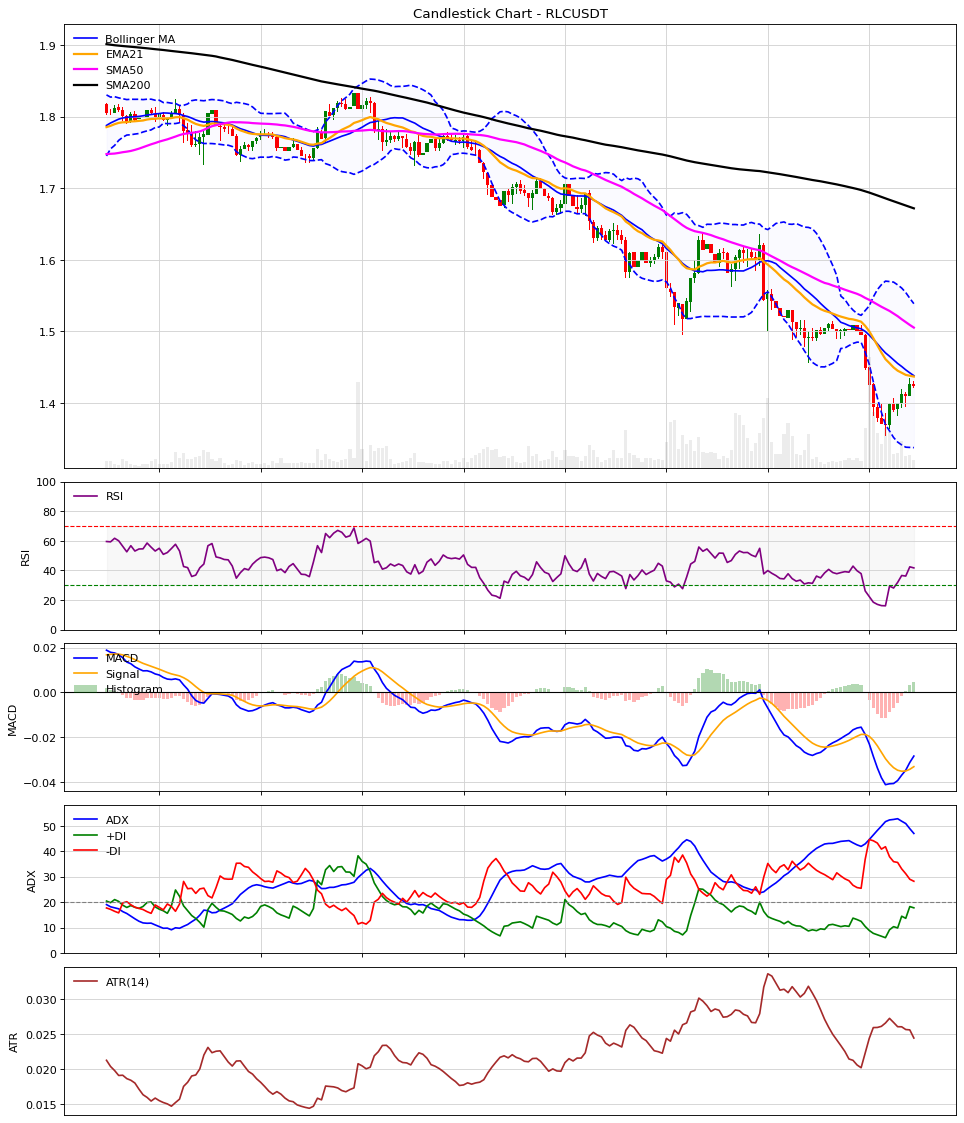 Candlestick Chart - RLCUSDT
Bollinger MA
EMA21
SMA50
SMA200
1.9
1.8
1.7
1.6
1.5
1.4
RSI
100
80
60
40
20
0
RSI
MACD
Signal
Histogram
0.02
0.00
−0.02
−0.04
MACD
ADX
+DI
-DI
50
40
30
20
10
0
ADX
ATR(14)
0.030
0.025
0.020
0.015
ATR